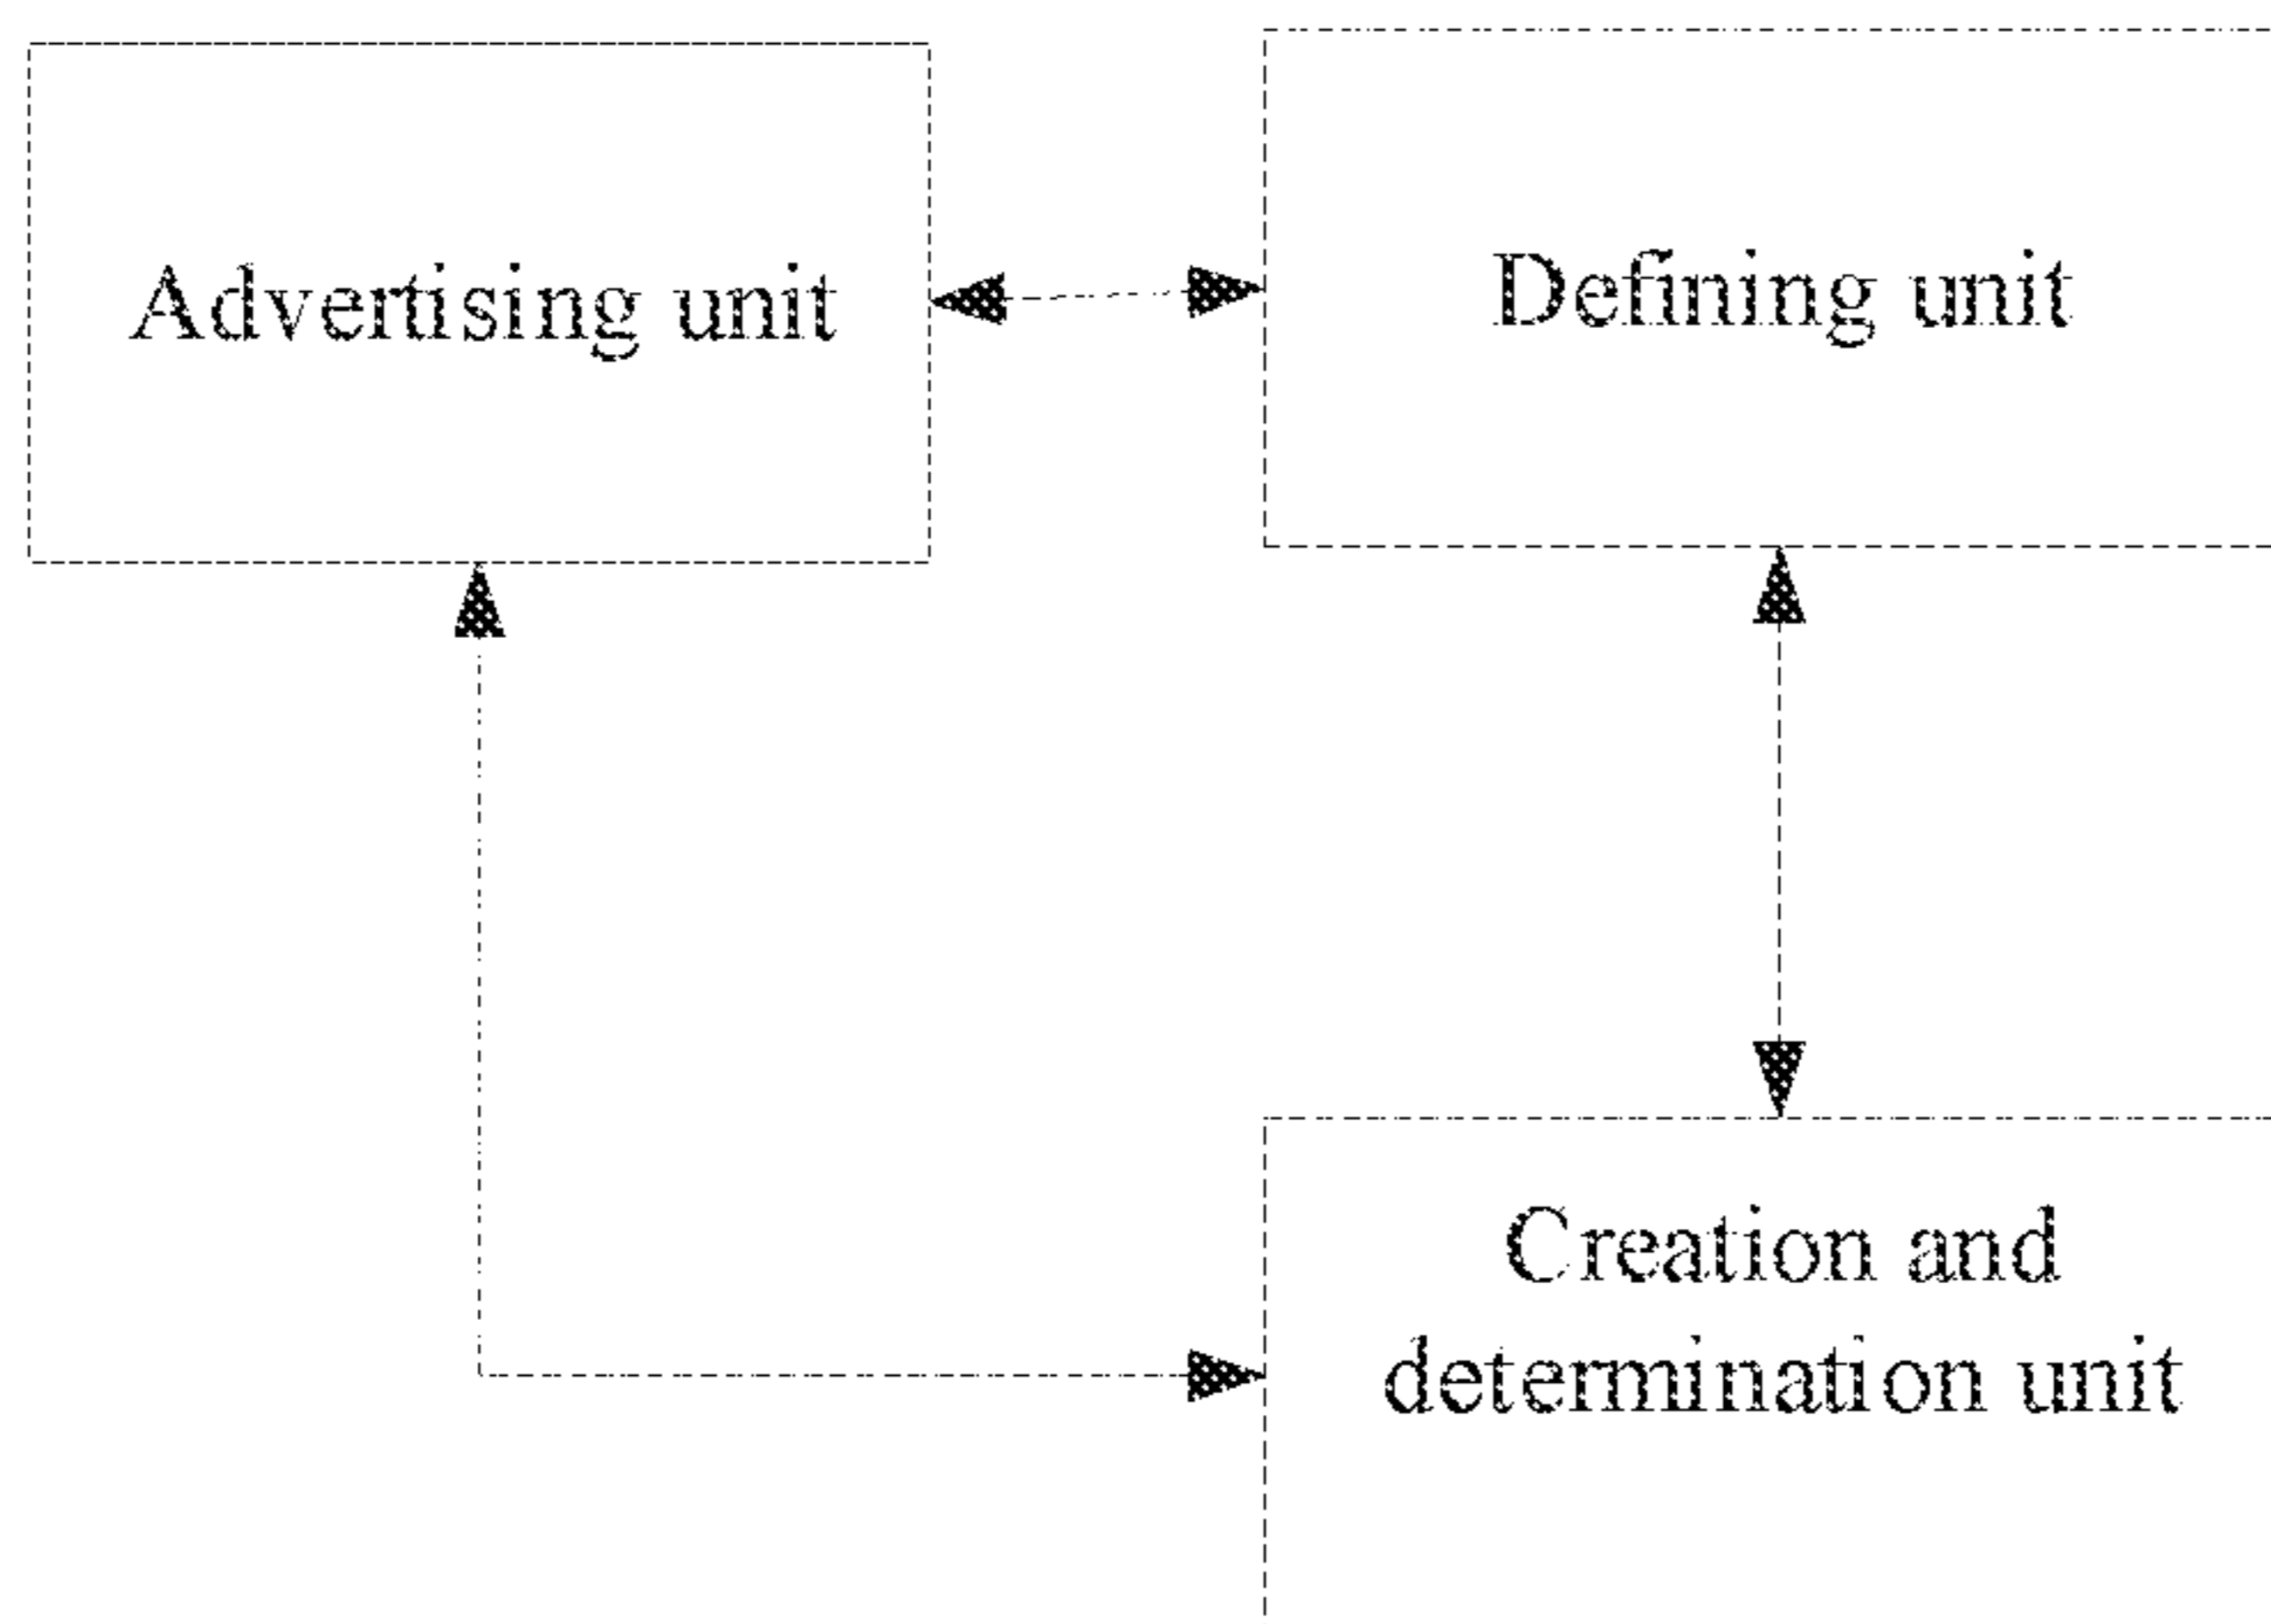 Advertising unit
Defining unit
Creation and
determination unit